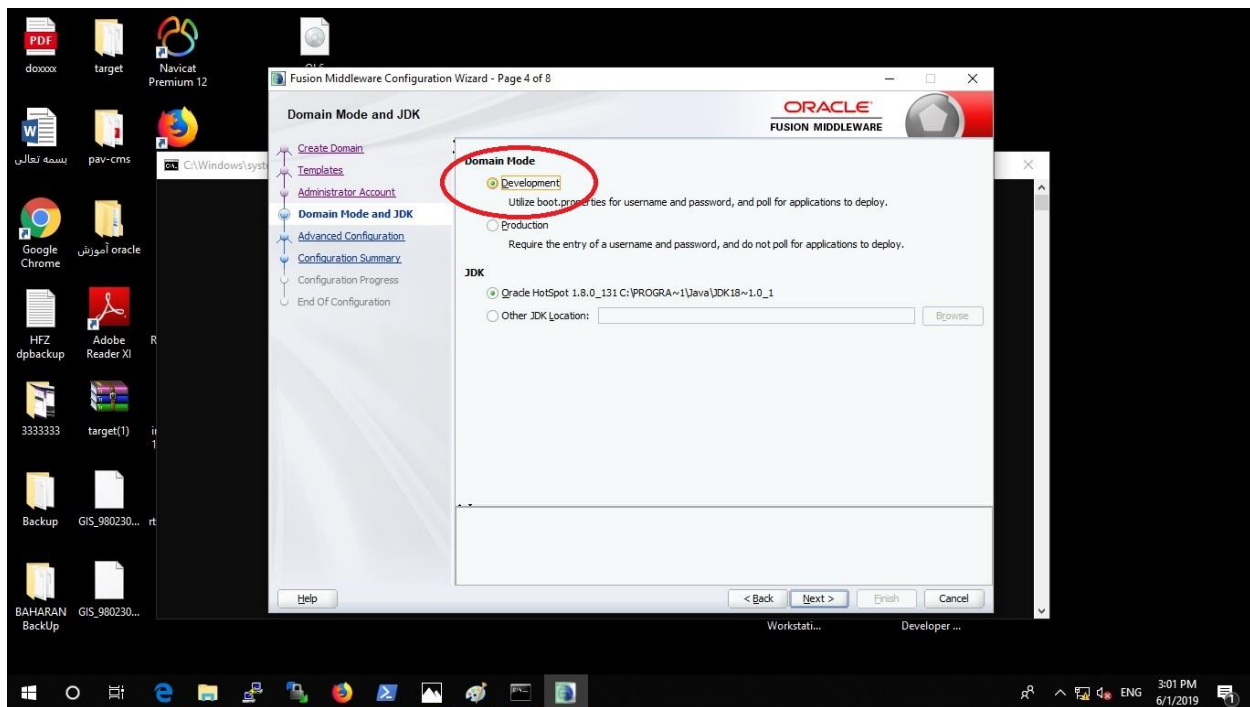 PDF
doxxxx
target
Navicat
Premium 12
W
بسمه تعالی
pav-cms
Google
Chrome
آموزش oracle
HFZ
dpbackup
Adobe
Reader XI
R
3333333
target(1)
Backup
GIS_980230...
rt
BAHARAN
BackUp
GIS_980230...
C:\Windows\syst
Fusion Middleware Configuration Wizard - Page 4 of 8
Domain Mode and JDK
ORACLE
FUSION MIDDLEWARE
Create Domain
Templates
Administrator Account
Domain Mode and JDK
Advanced Configuration
Configuration Summary
Configuration Progress
End Of Configuration
Domain Mode
Development
Utilize boot.properties for username and password, and poll for applications to deploy.
Production
Require the entry of a username and password, and do not poll for applications to deploy.
JDK
Oracle HotSpot 1.8.0_131 C:\PROGRA~1\Java\JDK18~1.0_1
Other JDK Location:
Browse
Help
< Back
Next >
Finish
Cancel
Workstati...
Developer ...
ENG
3:01 PM
6/1/2019
1